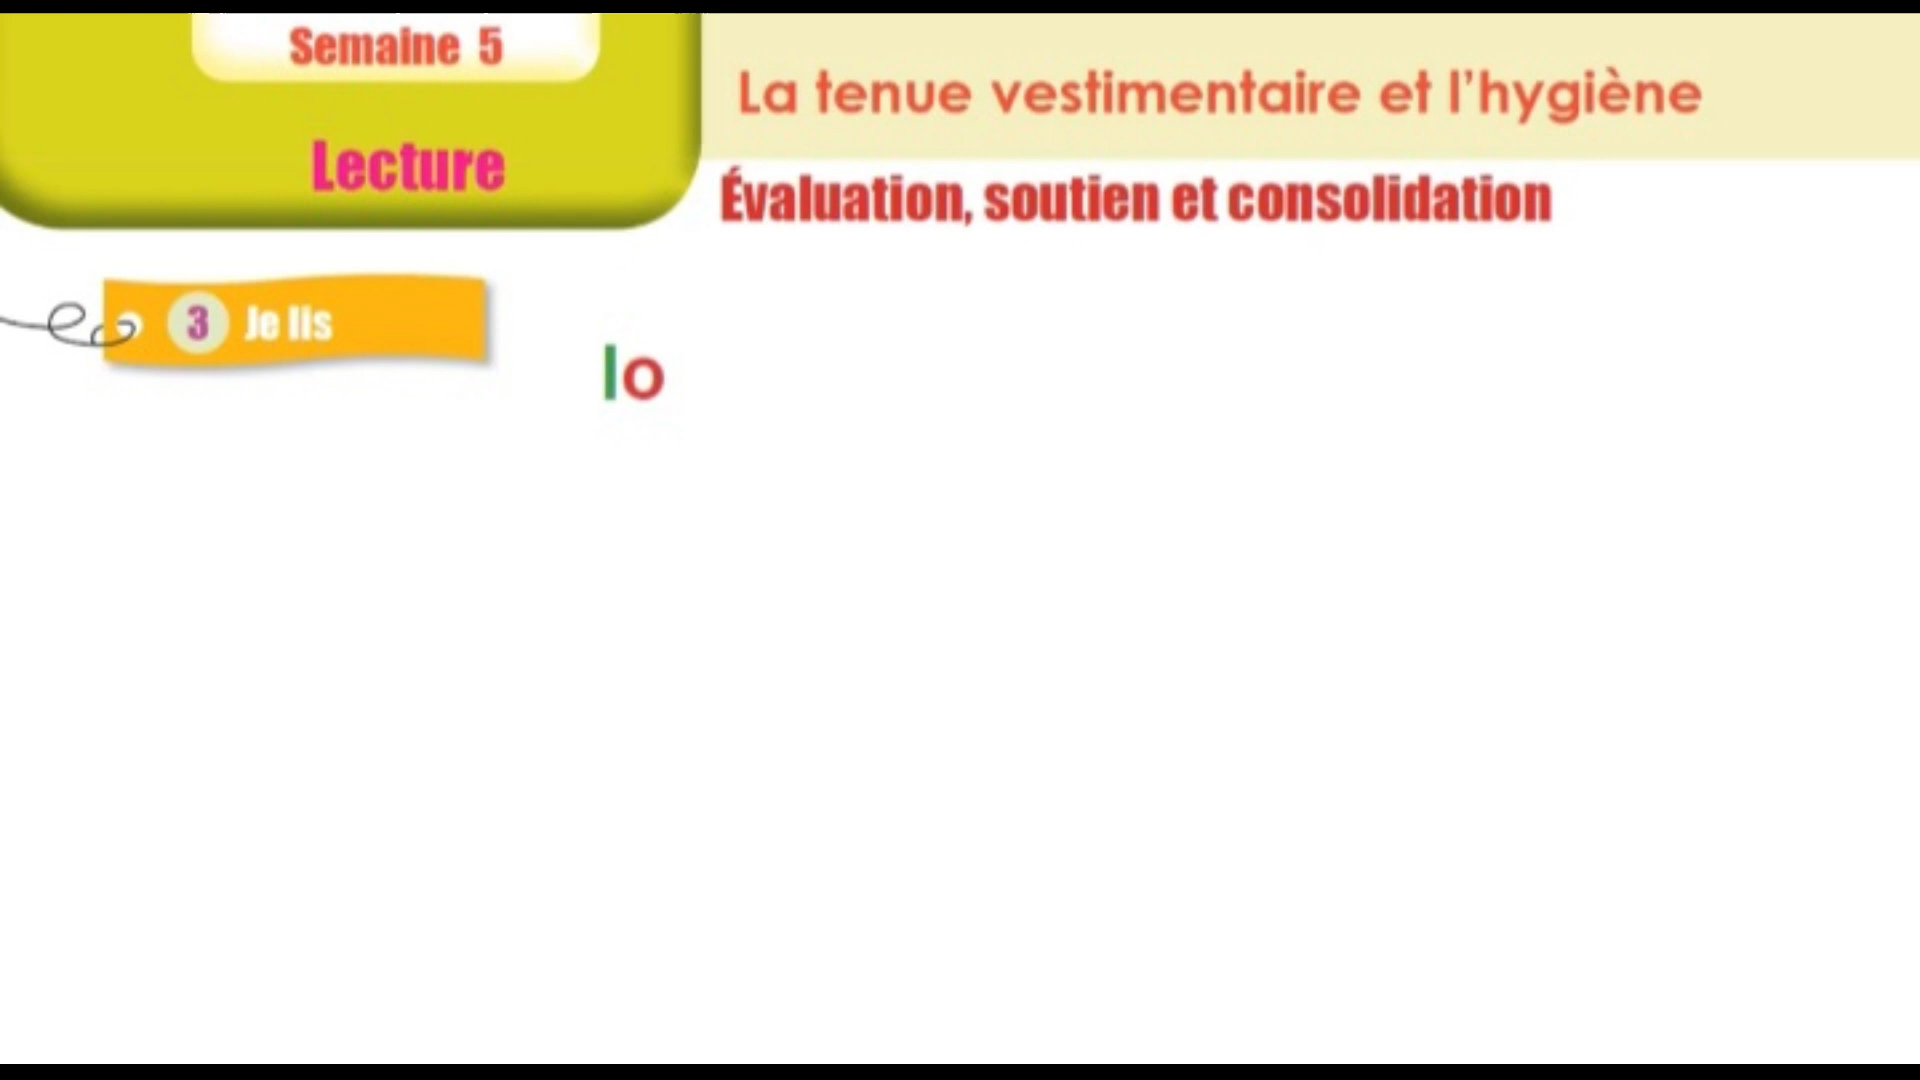 Semaine 5
La tenue vestimentaire et l'hygiène
Lecture
Évaluation, soutien et consolidation
3 Je lis
lo